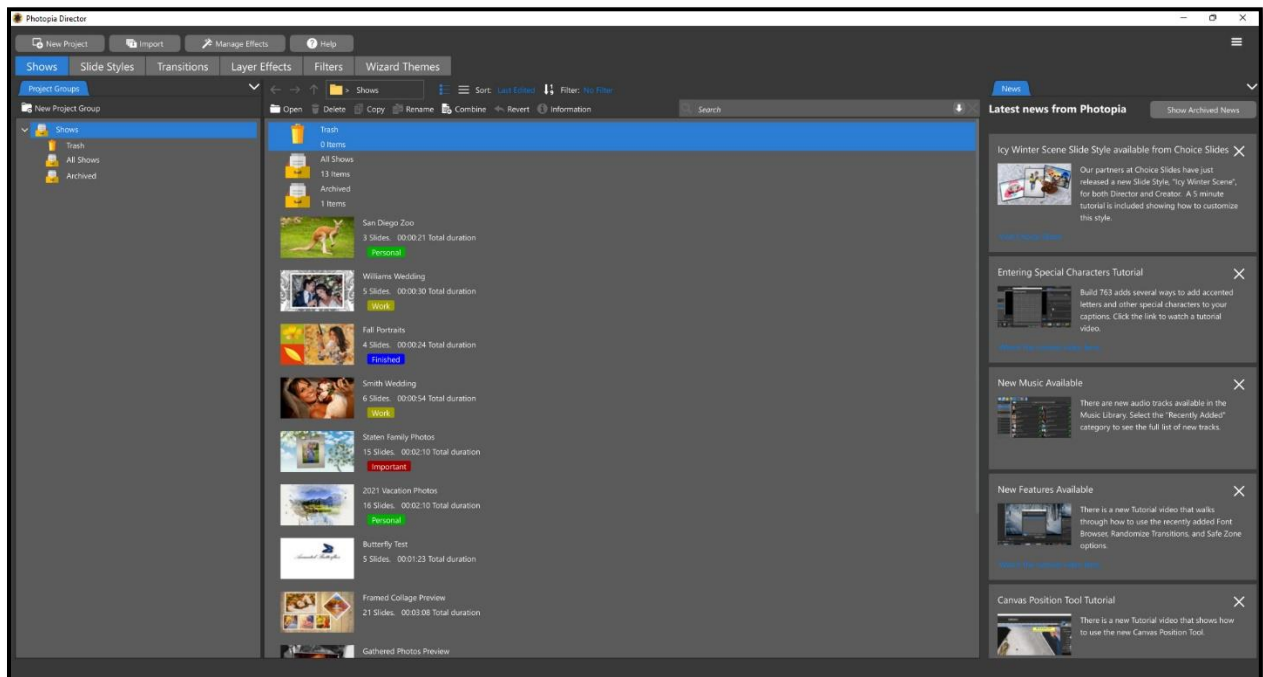 Photopia Director
New Project Import Manage Effects Help
Shows Slide Styles Transitions Layer Effects Filters Wizard Themes
Project Groups
New Project Group
Shows
Trash
All Shows
Archived
> Shows Sort: Last Edited Filter: No Filter
Open Delete Copy Rename Combine Revert Information Search
Trash
0 Items
All Shows
13 Items
Archived
1 Items
San Diego Zoo
3 Slides. 00:00:21 Total duration
Personal
Williams Wedding
5 Slides. 00:00:30 Total duration
Work
Fall Portraits
4 Slides. 00:00:24 Total duration
Finished
Smith Wedding
6 Slides. 00:00:54 Total duration
Work
Staten Family Photos
15 Slides. 00:02:10 Total duration
Important
2021 Vacation Photos
16 Slides. 00:02:10 Total duration
Personal
Butterfly Test
5 Slides. 00:01:23 Total duration
Framed Collage Preview
21 Slides. 00:03:08 Total duration
Gathered Photos Preview
News
Latest news from Photopia Show Archived News
Icy Winter Scene Slide Style available from Choice Slides
Our partners at Choice Slides have just
released a new Slide Style, "Icy Winter Scene",
for both Director and Creator. A 5 minute
tutorial is included showing how to customize
this style.
Entering Special Characters Tutorial
Build 763 adds several ways to add accented
letters and other special characters to your
captions. Click the link to watch a tutorial
video.
New Music Available
There are new audio tracks available in the
Music Library. Select the "Recently Added"
category to see the full list of new tracks.
New Features Available
There is a new Tutorial video that walks
through how to use the recently added Font
Browser, Randomize Transitions, and Safe Zone
options.
Canvas Position Tool Tutorial
There is a new Tutorial video that shows how
to use the new Canvas Position Tool.